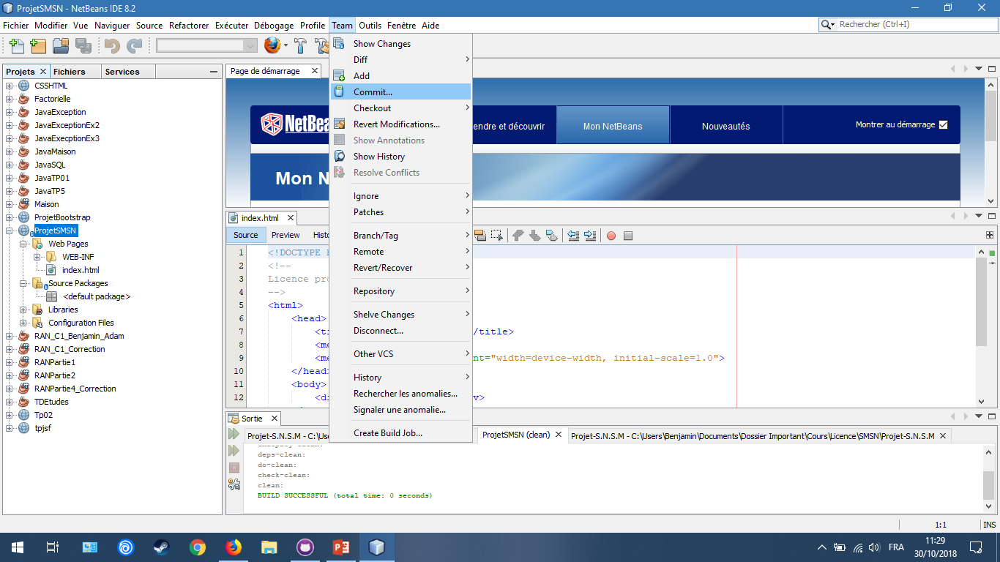 ProjetSMSN - NetBeans IDE 8.2
Fichier Modifier Vue Naviguer Source Refactorer Exécuter Débogage Profile Team Outils Fenêtre Aide
Rechercher (Ctrl+I)
Projets Fichiers Services
CSSHTML
Factorielle
JavaException
JavaExeceptionEx2
JavaExecptionEx3
JavaMaison
JavaSQL
JavaTP01
JavaTP5
Maison
ProjetBootstrap
ProjetSMSN
Web Pages
WEB-INF
index.html
Source Packages
<default package>
Libraries
Configuration Files
RAN_C1_Benjamin_Adam
RAN_C1_Correction
RANPartie1
RANPartie2
RANPartie4_Correction
TDEtudes
Tp02
tpjsf
Show Changes
Diff
Add
Commit...
Checkout
Revert Modifications...
Show Annotations
Show History
Resolve Conflicts
Ignore
Patches
Branch/Tag
Remote
Revert/Recover
Repository
Shelve Changes
Disconnect...
Other VCS
History
Rechercher les anomalies...
Signaler une anomalie...
Create Build Job...
Page de démarrage
NetBea
endre et découvrir Mon NetBeans Nouveautés Montrer au démarrage
Mon N
index.html
Source Preview Histo
1 <!DOCTYPE
2 <!--
3 Licence pro
4 -->
5 <html>
6 <head>
7 <ti /title>
8 <me
9 <me nt="width=device-width, initial-scale=1.0">
10 </head
11 <body>
12 <di v>
Sortie
Projet-S.N.S.M - C:\Use ProjetSMSN (clean) Projet-S.N.S.M - C:\Users\Benjamin\Documents\Dossier Important\Cours\Licence\SMSN\Projet-S.N.S.M
deps-clean:
do-clean:
check-clean:
clean:
BUILD SUCCESSFUL (total time: 0 seconds)
1:1 INS
FRA
11:29
30/10/2018